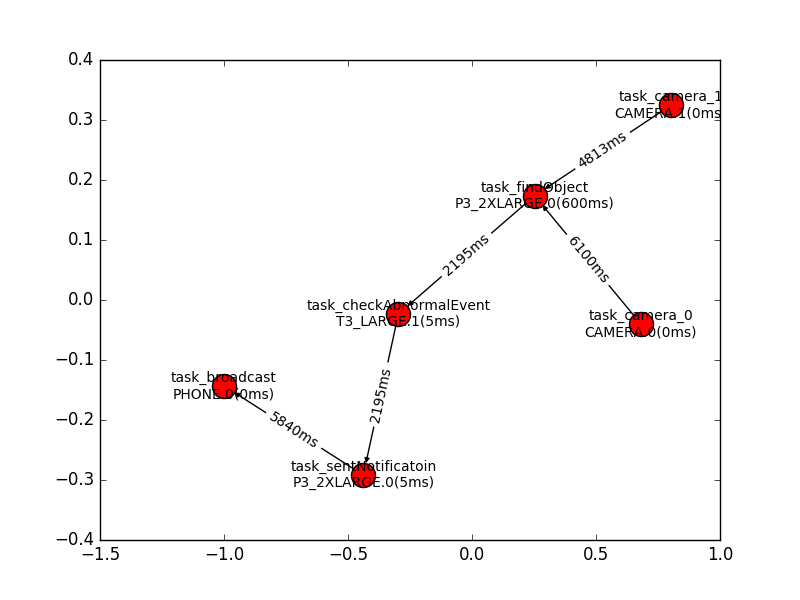 0.4
0.3
0.2
0.1
0.0
−0.1
−0.2
−0.3
−0.4
task_camera_1
CAMERA.1(0ms
4813ms
task_findObject
P3_2XLARGE.0(600ms)
2195ms
6100ms
task_checkAbnormalEvent
T3_LARGE.1(5ms)
task_camera_0
CAMERA.0(0ms)
task_broadcast
PHONE.0(0ms)
2195ms
5840ms
task_sentNotificatoin
P3_2XLARGE.0(5ms)
−1.5
−1.0
−0.5
0.0
0.5
1.0